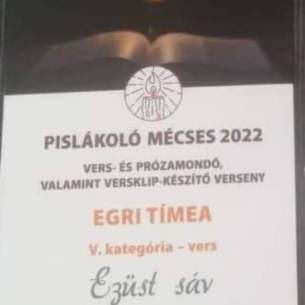 PISLÁKOLÓ MÉCSES 2022
VERS- ÉS PRÓZAMONDÓ,
VALAMINT VERSKLIP-KÉSZÍTŐ VERSENY
EGRI TÍMEA
V. kategória – vers
Ezüst sáv